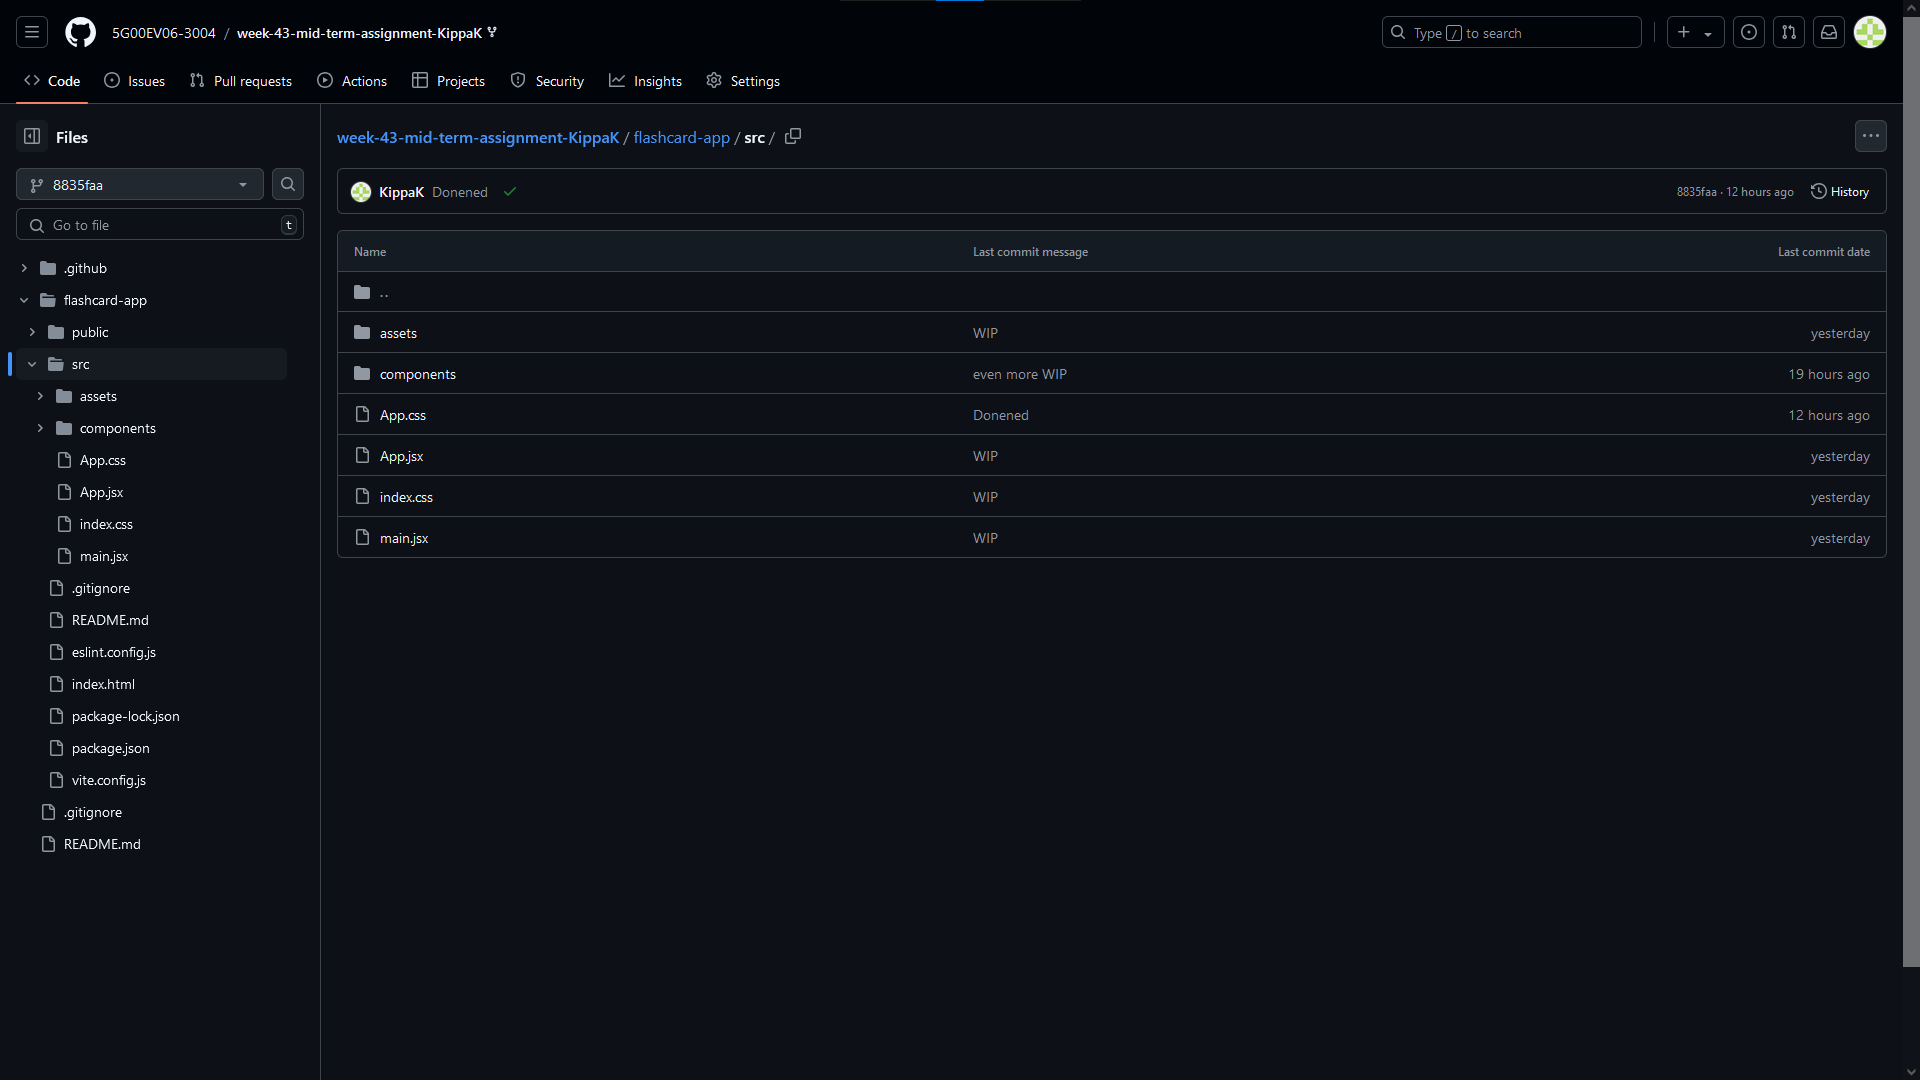 5G00EV06-3004 / week-43-mid-term-assignment-KippaK
Type / to search
Code Issues Pull requests Actions Projects Security Insights Settings
Files
8835faa
Go to file t
.github
flashcard-app
public
src
assets
components
App.css
App.jsx
index.css
main.jsx
.gitignore
README.md
eslint.config.js
index.html
package-lock.json
package.json
vite.config.js
.gitignore
README.md
week-43-mid-term-assignment-KippaK / flashcard-app / src /
KippaK Donened 8835faa · 12 hours ago History
Name Last commit message Last commit date
..
assets WIP yesterday
components even more WIP 19 hours ago
App.css Donened 12 hours ago
App.jsx WIP yesterday
index.css WIP yesterday
main.jsx WIP yesterday